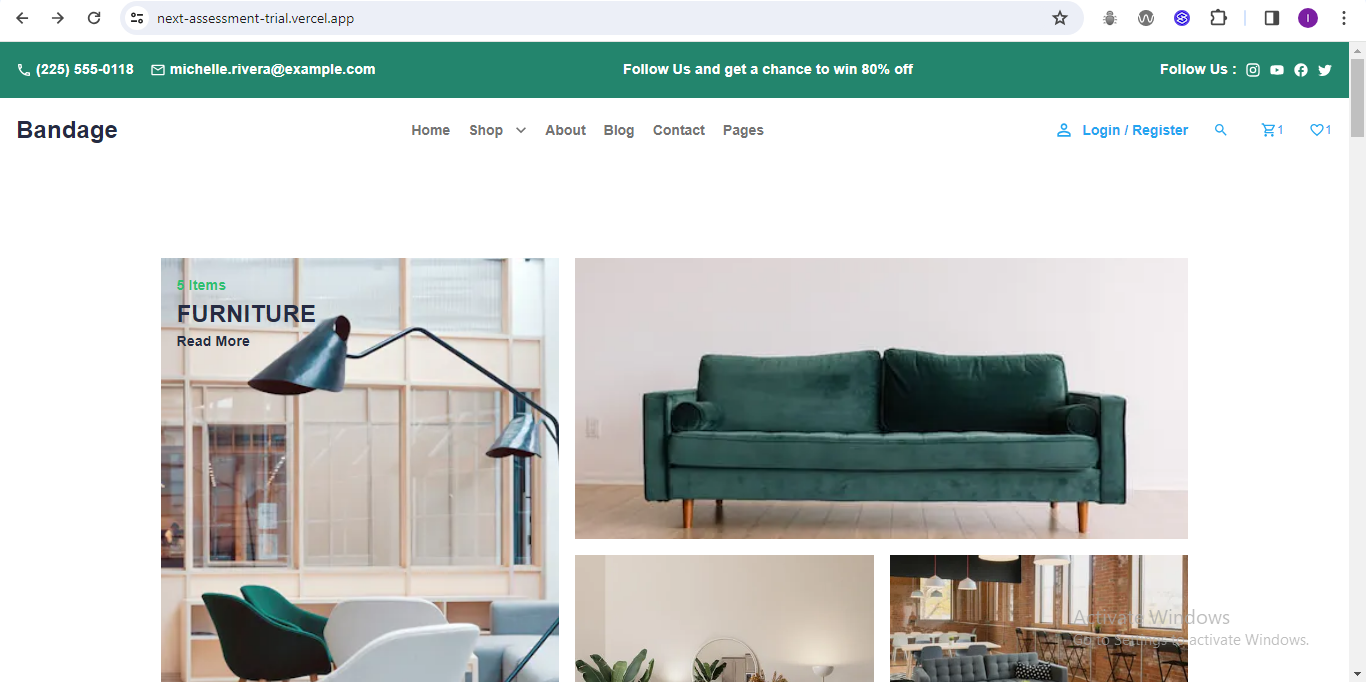 next-assessment-trial.vercel.app
I
(225) 555-0118 michelle.rivera@example.com Follow Us and get a chance to win 80% off Follow Us :
Bandage Home Shop About Blog Contact Pages Login / Register 1 1
5 Items
FURNITURE
Read More
Activate Windows
Go to Settings to activate Windows.